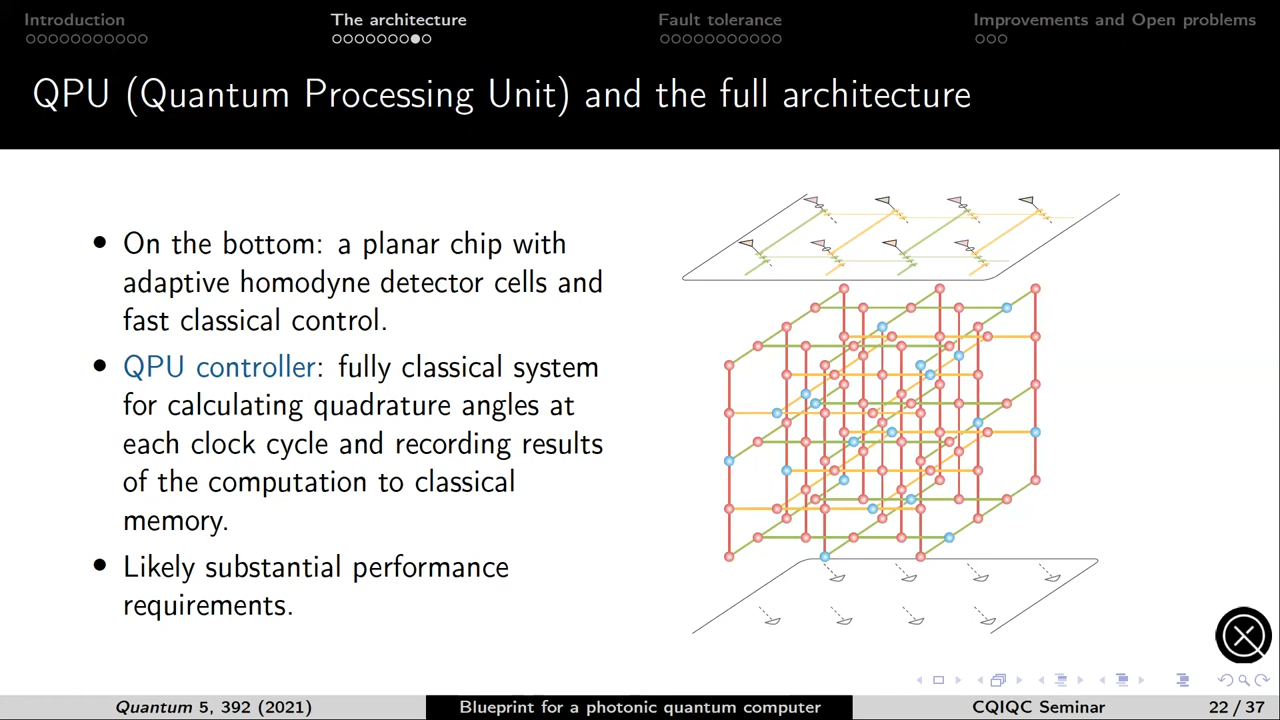 Introduction
The architecture
Fault tolerance
Improvements and Open problems
QPU (Quantum Processing Unit) and the full architecture
• On the bottom: a planar chip with
adaptive homodyne detector cells and
fast classical control.
• QPU controller: fully classical system
for calculating quadrature angles at
each clock cycle and recording results
of the computation to classical
memory.
• Likely substantial performance
requirements.
Quantum 5, 392 (2021)
Blueprint for a photonic quantum computer
CQIQC Seminar
22 / 37